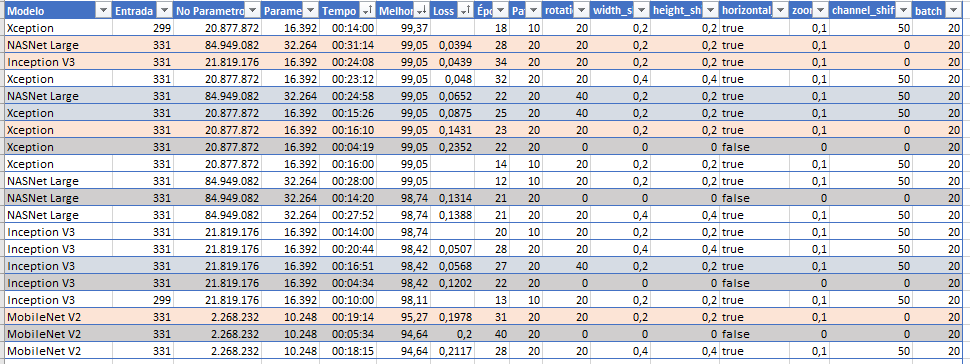 Modelo Entrada No Parametro Parame Tempo Melhor Loss Épo Pa rotati width_s height_sh horizontal zoor channel_shift batch
Xception 299 20.877.872 16.392 00:14:00 99,37 18 10 20 0,2 0,2 true 0,1 50 20
NASNet Large 331 84.949.082 32.264 00:31:14 99,05 0,0394 28 20 20 0,2 0,2 true 0,1 0 20
Inception V3 331 21.819.176 16.392 00:24:08 99,05 0,0439 34 20 20 0,2 0,2 true 0,1 0 20
Xception 331 20.877.872 16.392 00:23:12 99,05 0,048 32 20 20 0,4 0,4 true 0,1 50 20
NASNet Large 331 84.949.082 32.264 00:24:58 99,05 0,0652 22 20 40 0,2 0,2 true 0,1 50 20
Xception 331 20.877.872 16.392 00:15:26 99,05 0,0875 25 20 40 0,2 0,2 true 0,1 50 20
Xception 331 20.877.872 16.392 00:16:10 99,05 0,1431 23 20 20 0,2 0,2 true 0,1 0 20
Xception 331 20.877.872 16.392 00:04:19 99,05 0,2352 22 20 0 0 0 false 0 0 20
Xception 331 20.877.872 16.392 00:16:00 99,05 14 10 20 0,2 0,2 true 0,1 50 20
NASNet Large 331 84.949.082 32.264 00:28:00 99,05 12 10 20 0,2 0,2 true 0,1 50 20
NASNet Large 331 84.949.082 32.264 00:14:20 98,74 0,1314 21 20 0 0 0 false 0 0 20
NASNet Large 331 84.949.082 32.264 00:27:52 98,74 0,1388 21 20 20 0,4 0,4 true 0,1 50 20
Inception V3 331 21.819.176 16.392 00:14:00 98,74 20 10 20 0,2 0,2 true 0,1 50 20
Inception V3 331 21.819.176 16.392 00:20:44 98,42 0,0507 28 20 20 0,4 0,4 true 0,1 50 20
Inception V3 331 21.819.176 16.392 00:16:51 98,42 0,0568 27 20 40 0,2 0,2 true 0,1 50 20
Inception V3 331 21.819.176 16.392 00:04:34 98,42 0,1202 22 20 0 0 0 false 0 0 20
Inception V3 299 21.819.176 16.392 00:10:00 98,11 13 10 20 0,2 0,2 true 0,1 50 20
MobileNet V2 331 2.268.232 10.248 00:19:14 95,27 0,1978 31 20 20 0,2 0,2 true 0,1 0 20
MobileNet V2 331 2.268.232 10.248 00:05:34 94,64 0,2 40 20 0 0 0 false 0 0 20
MobileNet V2 331 2.268.232 10.248 00:18:15 94,64 0,2117 28 20 20 0,4 0,4 true 0,1 50 20